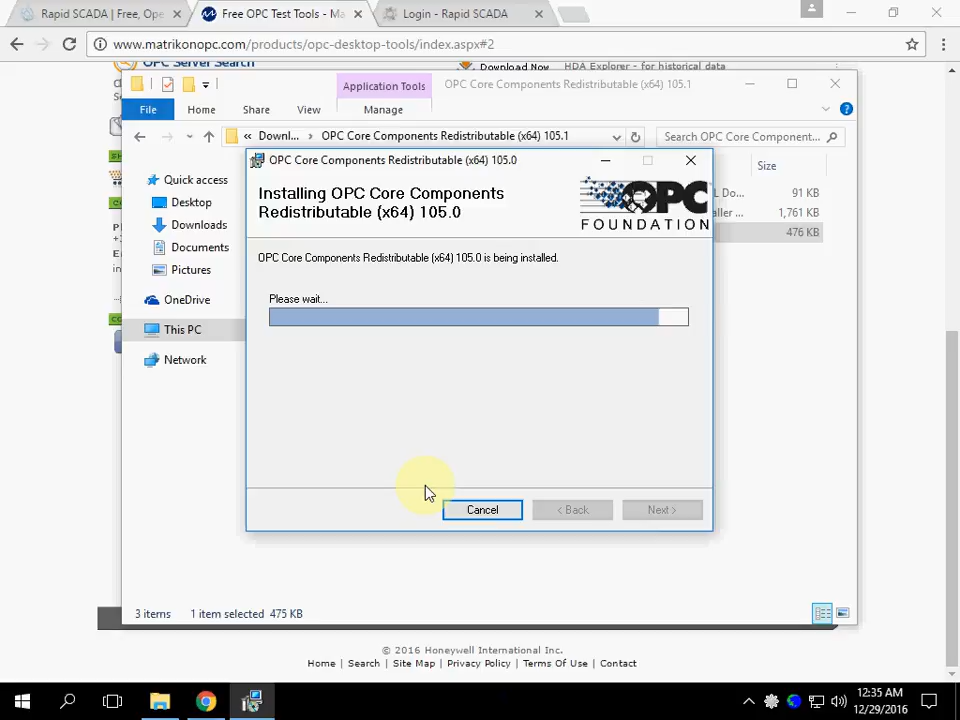 Rapid SCADA | Free, Ope
Free OPC Test Tools - Ma
Login - Rapid SCADA
www.matrikonopc.com/products/opc-desktop-tools/index.aspx#2
OPC Server Search
Download Now
HDA Explorer - for historical data
Application Tools
OPC Core Components Redistributable (x64) 105.1
File
Home
Share
View
Manage
« Downl... › OPC Core Components Redistributable (x64) 105.1
Search OPC Core Component...
Size
Quick access
Desktop
Downloads
Documents
Pictures
OneDrive
This PC
Network
L Do...
91 KB
ller ...
1,761 KB
476 KB
OPC Core Components Redistributable (x64) 105.0
Installing OPC Core Components
Redistributable (x64) 105.0
OPC
FOUNDATION
OPC Core Components Redistributable (x64) 105.0 is being installed.
Please wait...
Cancel
< Back
Next >
3 items
1 item selected 475 KB
© 2016 Honeywell International Inc.
Home | Search | Site Map | Privacy Policy | Terms Of Use | Contact
12:35 AM
12/29/2016